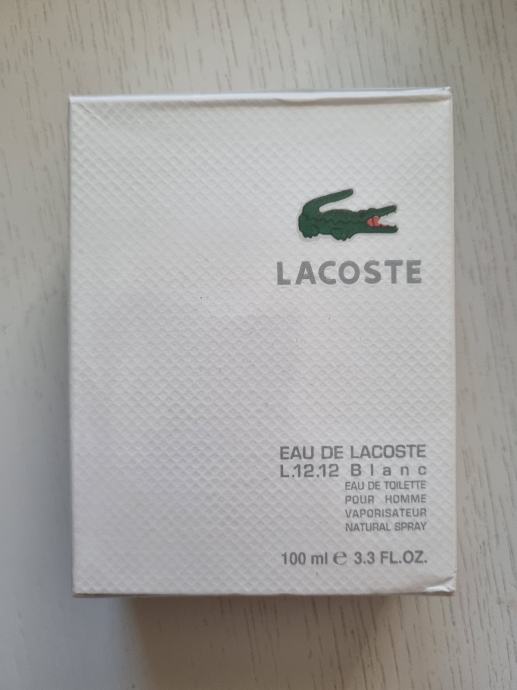 LACOSTE
EAU DE LACOSTE
L.12.12 Blanc
EAU DE TOILETTE
POUR HOMME
VAPORISATEUR
NATURAL SPRAY
100 ml ℮ 3.3 FL.OZ.